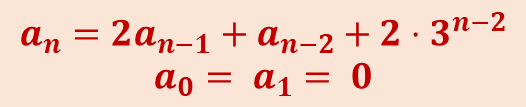 aₙ = 2aₙ₋₁ + aₙ₋₂ + 2 · 3ⁿ⁻²
a₀ = a₁ = 0